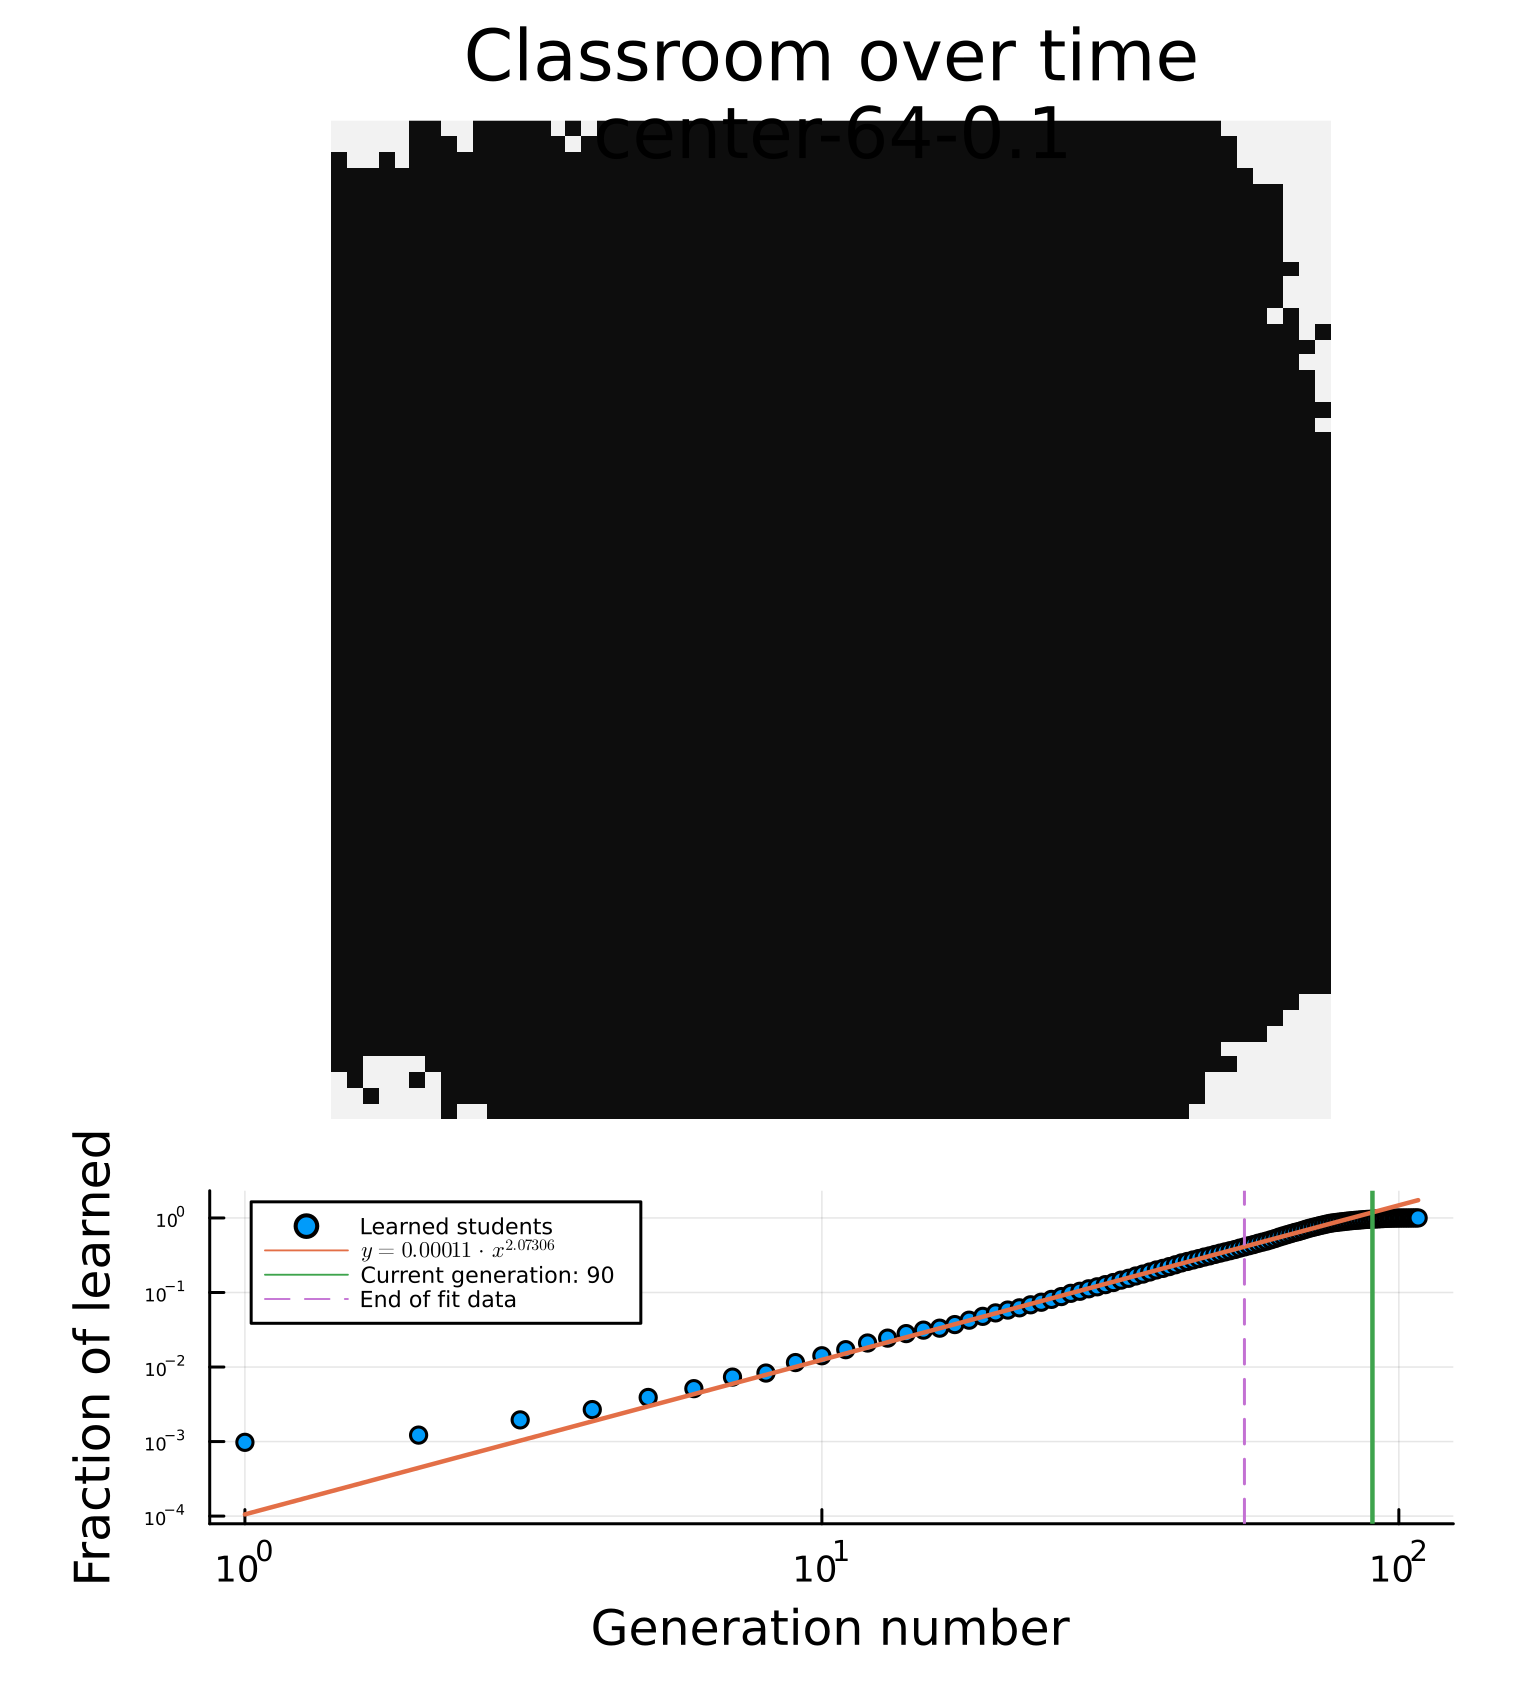 Classroom over time
center-64-0.1
Fraction of learned
10⁰
10⁻¹
10⁻²
10⁻³
10⁻⁴
Learned students
y = 0.00011 · x^2.07306
Current generation: 90
End of fit data
10⁰ 10¹ 10²
Generation number